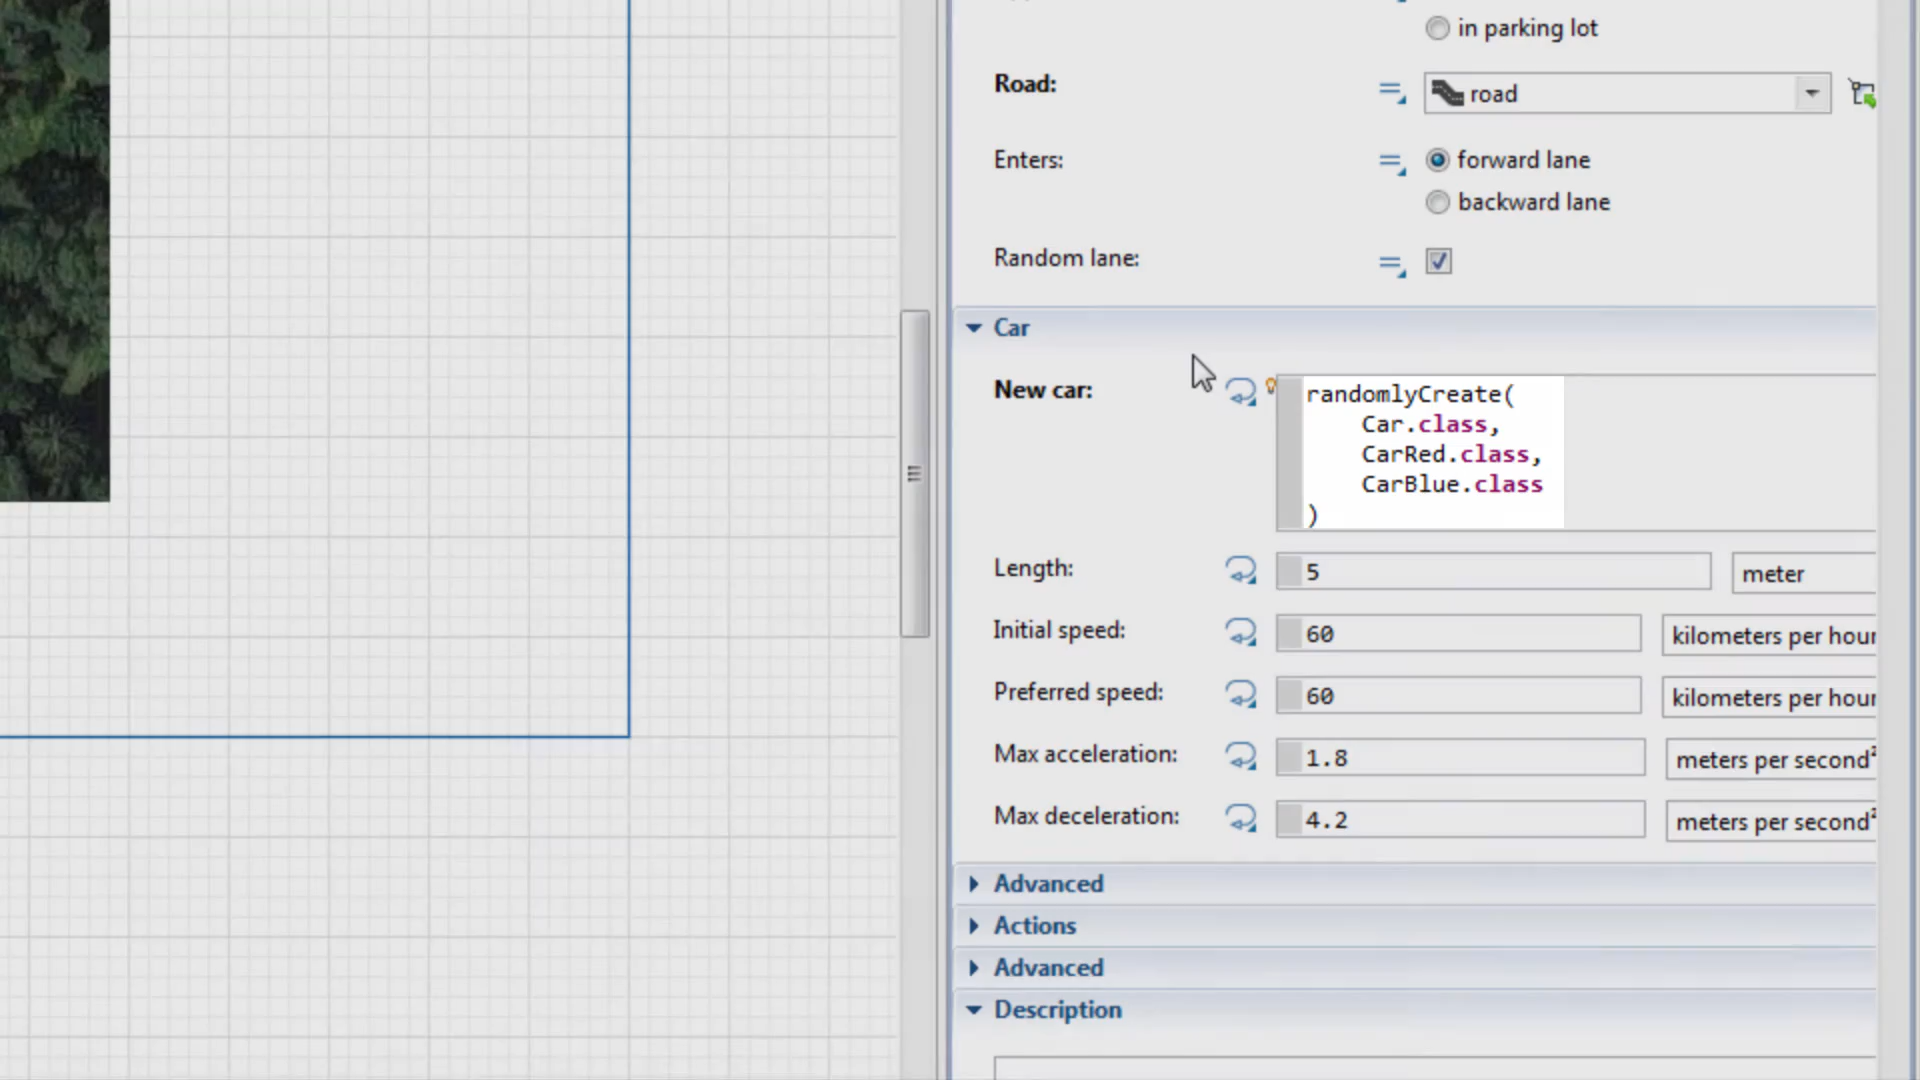 in parking lot
Road:
road
Enters:
forward lane
backward lane
Random lane:
Car
New car:
randomlyCreate(
Car.class,
CarRed.class,
CarBlue.class
)
Length:
5
meter
Initial speed:
60
kilometers per hour
Preferred speed:
60
kilometers per hour
Max acceleration:
1.8
meters per second²
Max deceleration:
4.2
meters per second²
Advanced
Actions
Advanced
Description